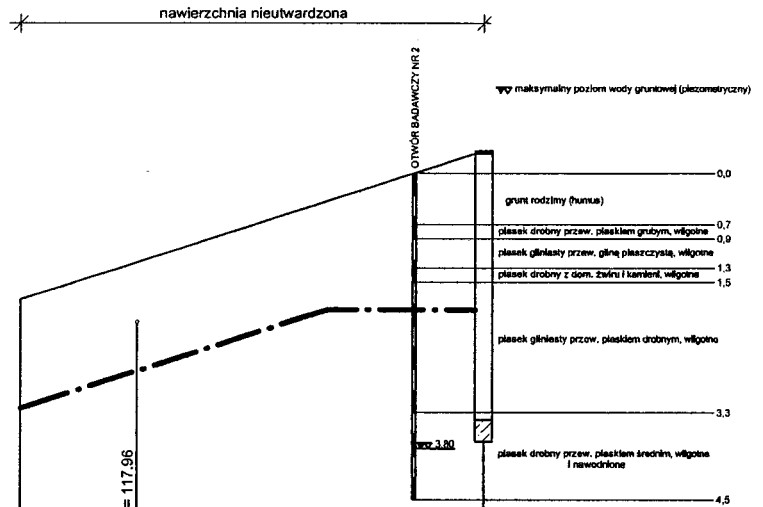 nawierzchnia nieutwardzona
OTWÓR BADAWCZY NR 2
maksymalny poziom wody gruntowej (piezometryczny)
0,0
grunt rodzimy (humus)
0,7
piasek drobny przew. piaskiem grubym, wilgotne
0,9
piasek gliniasty przew. gliną piaszczystą, wilgotne
1,3
piasek drobny z dom. żwiru i kamieni, wilgotne
1,5
piasek gliniasty przew. piaskiem drobnym, wilgotne
3,3
3.80
piasek drobny przew. piaskiem średnim, wilgotne
i nawodnione
4,5
= 117.96